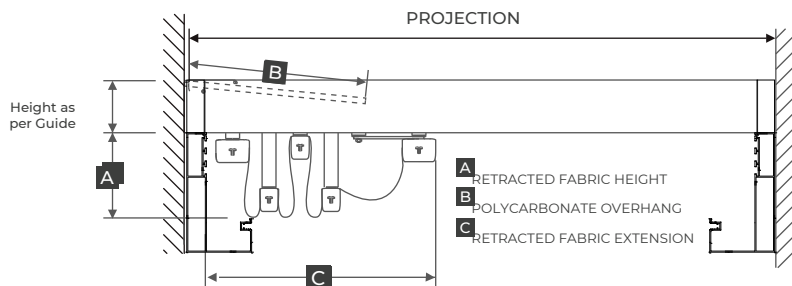 PROJECTION
B
Height as
per Guide
A
T
T
T
T
T
A
RETRACTED FABRIC HEIGHT
B
POLYCARBONATE OVERHANG
C
RETRACTED FABRIC EXTENSION
C